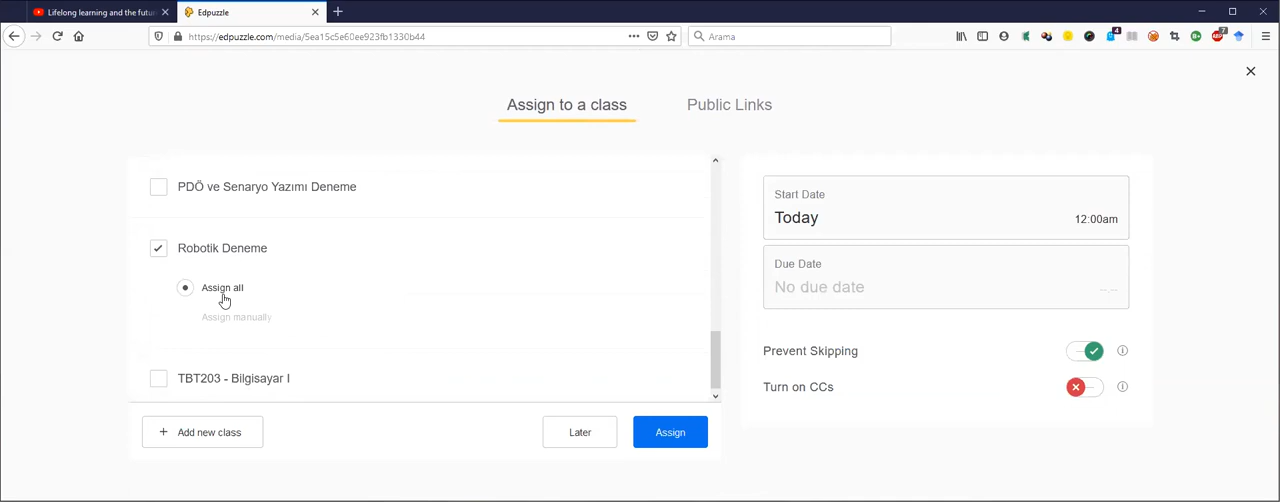 Lifelong learning and the futur
Edpuzzle
https://edpuzzle.com/media/5ea15c5e60ee923fb1330b44
Arama
4
7
Assign to a class
Public Links
PDÖ ve Senaryo Yazımı Deneme
Robotik Deneme
Assign all
Assign manually
TBT203 - Bilgisayar I
+ Add new class
Later
Assign
Start Date
Today
12:00am
Due Date
No due date
--:--
Prevent Skipping
Turn on CCs